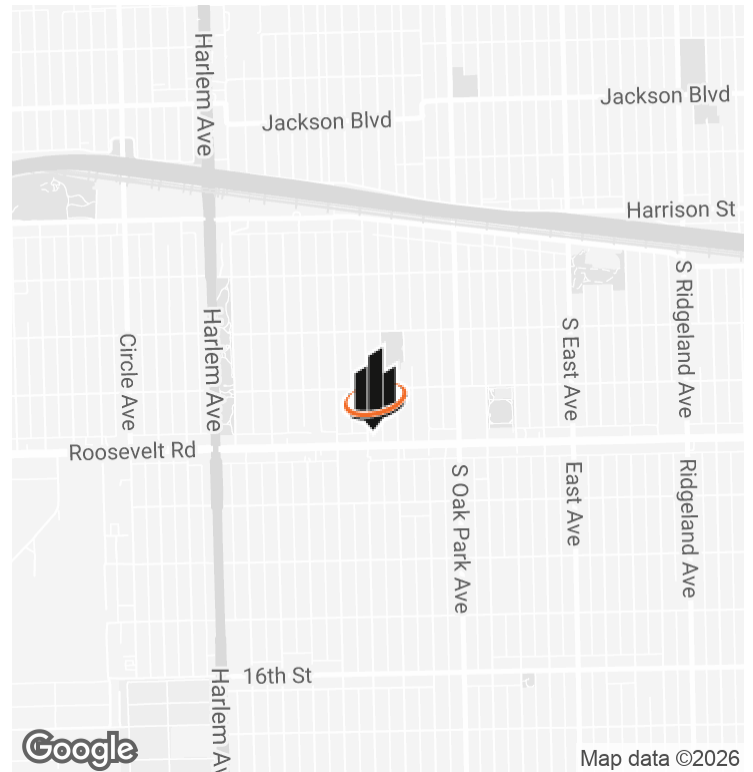 Harlem Ave
Jackson Blvd
Jackson Blvd
Harrison St
S Ridgeland Ave
Circle Ave
Harlem Ave
S East Ave
Roosevelt Rd
S Oak Park Ave
East Ave
Ridgeland Ave
16th St
Harlem Av
Google
Map data ©2026